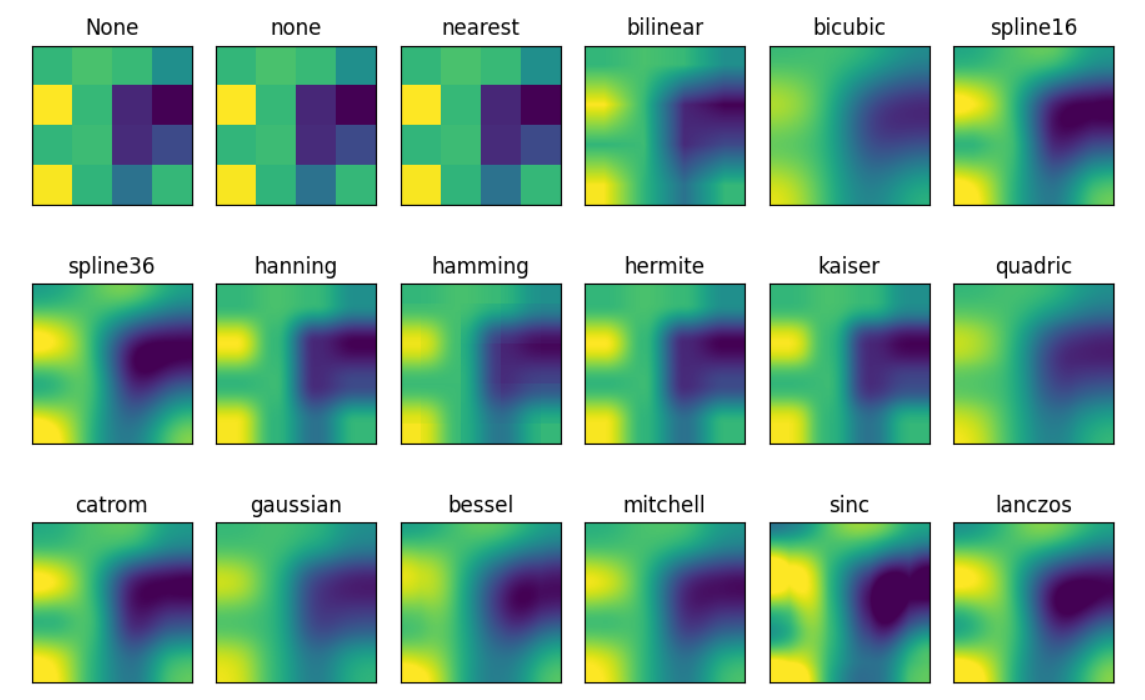 None none nearest bilinear bicubic spline16
spline36 hanning hamming hermite kaiser quadric
catrom gaussian bessel mitchell sinc lanczos